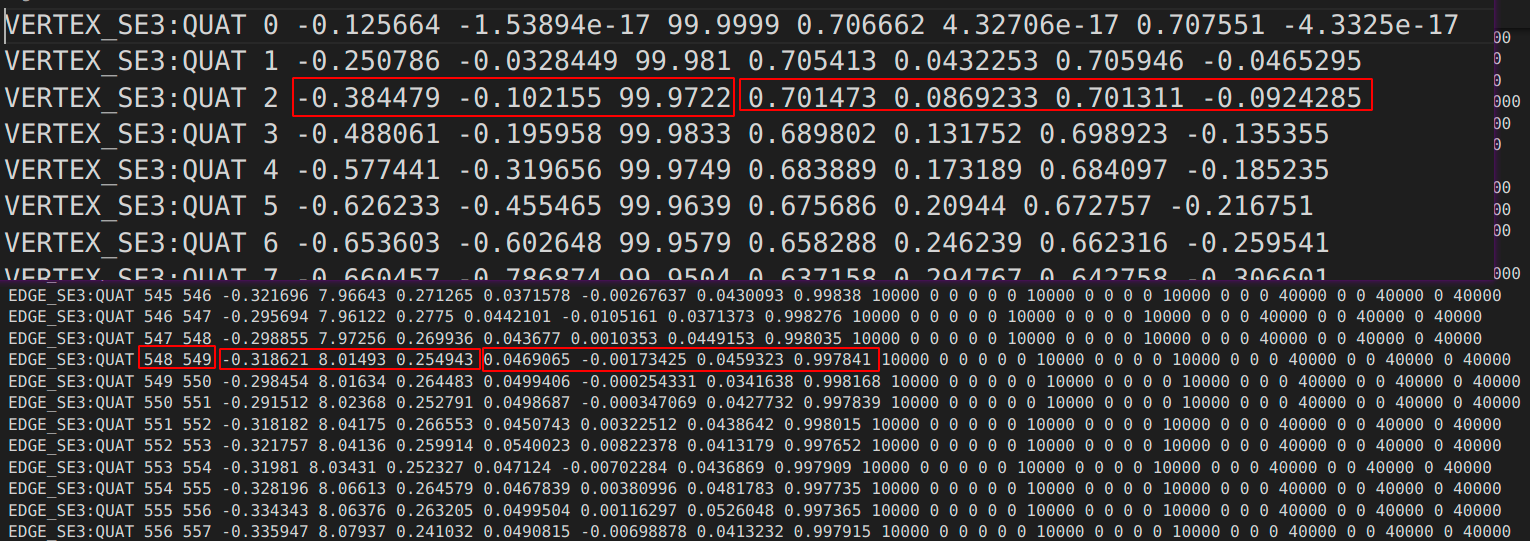 VERTEX_SE3:QUAT 0 -0.125664 -1.53894e-17 99.9999 0.706662 4.32706e-17 0.707551 -4.3325e-17
VERTEX_SE3:QUAT 1 -0.250786 -0.0328449 99.981 0.705413 0.0432253 0.705946 -0.0465295
VERTEX_SE3:QUAT 2 -0.384479 -0.102155 99.9722 0.701473 0.0869233 0.701311 -0.0924285
VERTEX_SE3:QUAT 3 -0.488061 -0.195958 99.9833 0.689802 0.131752 0.698923 -0.135355
VERTEX_SE3:QUAT 4 -0.577441 -0.319656 99.9749 0.683889 0.173189 0.684097 -0.185235
VERTEX_SE3:QUAT 5 -0.626233 -0.455465 99.9639 0.675686 0.20944 0.672757 -0.216751
VERTEX_SE3:QUAT 6 -0.653603 -0.602648 99.9579 0.658288 0.246239 0.662316 -0.259541
VERTEX_SE3:QUAT 7 -0.660457 -0.786874 99.9504 0.637158 0.294767 0.642758 -0.306601
00
0
0
000
00
0
00
00
00
000
EDGE_SE3:QUAT 545 546 -0.321696 7.96643 0.271265 0.0371578 -0.00267637 0.0430093 0.99838 10000 0 0 0 0 0 10000 0 0 0 0 10000 0 0 0 40000 0 0 40000 0 40000
EDGE_SE3:QUAT 546 547 -0.295694 7.96122 0.2775 0.0442101 -0.0105161 0.0371373 0.998276 10000 0 0 0 0 0 10000 0 0 0 0 10000 0 0 0 40000 0 0 40000 0 40000
EDGE_SE3:QUAT 547 548 -0.298855 7.97256 0.269936 0.043677 0.0010353 0.0449153 0.998035 10000 0 0 0 0 0 10000 0 0 0 0 10000 0 0 0 40000 0 0 40000 0 40000
EDGE_SE3:QUAT 548 549 -0.318621 8.01493 0.254943 0.0469065 -0.00173425 0.0459323 0.997841 10000 0 0 0 0 0 10000 0 0 0 0 10000 0 0 0 40000 0 0 40000 0 40000
EDGE_SE3:QUAT 549 550 -0.298454 8.01634 0.264483 0.0499406 -0.000254331 0.0341638 0.998168 10000 0 0 0 0 0 10000 0 0 0 0 10000 0 0 0 40000 0 0 40000 0 40000
EDGE_SE3:QUAT 550 551 -0.291512 8.02368 0.252791 0.0498687 -0.000347069 0.0427732 0.997839 10000 0 0 0 0 0 10000 0 0 0 0 10000 0 0 0 40000 0 0 40000 0 40000
EDGE_SE3:QUAT 551 552 -0.318182 8.04175 0.266553 0.0450743 0.00322512 0.0438642 0.998015 10000 0 0 0 0 0 10000 0 0 0 0 10000 0 0 0 40000 0 0 40000 0 40000
EDGE_SE3:QUAT 552 553 -0.321757 8.04136 0.259914 0.0540023 0.00822378 0.0413179 0.997652 10000 0 0 0 0 0 10000 0 0 0 0 10000 0 0 0 40000 0 0 40000 0 40000
EDGE_SE3:QUAT 553 554 -0.31981 8.03431 0.252327 0.047124 -0.00702284 0.0436869 0.997909 10000 0 0 0 0 0 10000 0 0 0 0 10000 0 0 0 40000 0 0 40000 0 40000
EDGE_SE3:QUAT 554 555 -0.328196 8.06613 0.264579 0.0467839 0.00380996 0.0481783 0.997735 10000 0 0 0 0 0 10000 0 0 0 0 10000 0 0 0 40000 0 0 40000 0 40000
EDGE_SE3:QUAT 555 556 -0.334343 8.06376 0.263205 0.0499504 0.00116297 0.0526048 0.997365 10000 0 0 0 0 0 10000 0 0 0 0 10000 0 0 0 40000 0 0 40000 0 40000
EDGE_SE3:QUAT 556 557 -0.335947 8.07937 0.241032 0.0490815 -0.00698878 0.0413232 0.997915 10000 0 0 0 0 0 10000 0 0 0 0 10000 0 0 0 40000 0 0 40000 0 40000